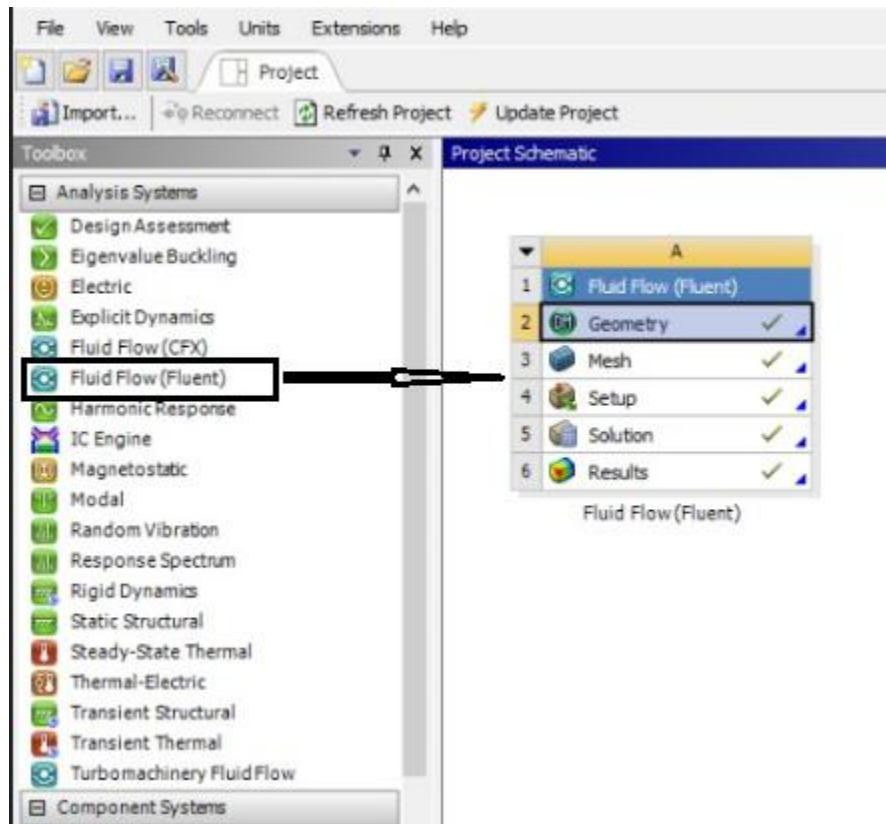 File View Tools Units Extensions Help
Project
Import... Reconnect Refresh Project Update Project
Toolbox
Analysis Systems
Design Assessment
Eigenvalue Buckling
Electric
Explicit Dynamics
Fluid Flow (CFX)
Fluid Flow (Fluent)
Harmonic Response
IC Engine
Magnetostatic
Modal
Random Vibration
Response Spectrum
Rigid Dynamics
Static Structural
Steady-State Thermal
Thermal-Electric
Transient Structural
Transient Thermal
Turbomachinery Fluid Flow
Component Systems
Project Schematic
A
1 Fluid Flow (Fluent)
2 Geometry
3 Mesh
4 Setup
5 Solution
6 Results
Fluid Flow (Fluent)